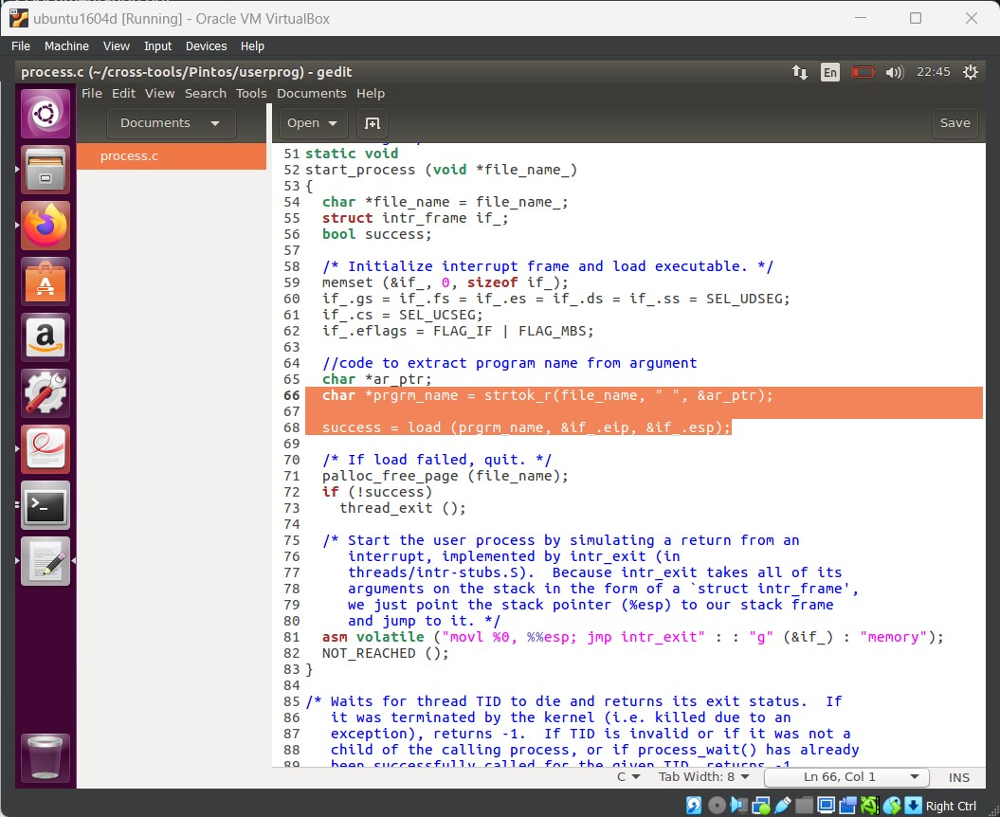 ubuntu1604d [Running] - Oracle VM VirtualBox
File Machine View Input Devices Help
process.c (~/cross-tools/Pintos/userprog) - gedit
En
22:45
File Edit View Search Tools Documents Help
Documents
Open
Save
process.c
51 static void
52 start_process (void *file_name_)
53 {
54   char *file_name = file_name_;
55   struct intr_frame if_;
56   bool success;
57
58   /* Initialize interrupt frame and load executable. */
59   memset (&if_, 0, sizeof if_);
60   if_.gs = if_.fs = if_.es = if_.ds = if_.ss = SEL_UDSEG;
61   if_.cs = SEL_UCSEG;
62   if_.eflags = FLAG_IF | FLAG_MBS;
63
64   //code to extract program name from argument
65   char *ar_ptr;
66   char *prgrm_name = strtok_r(file_name, " ", &ar_ptr);
67
68   success = load (prgrm_name, &if_.eip, &if_.esp);
69
70   /* If load failed, quit. */
71   palloc_free_page (file_name);
72   if (!success)
73     thread_exit ();
74
75   /* Start the user process by simulating a return from an
76      interrupt, implemented by intr_exit (in
77      threads/intr-stubs.S).  Because intr_exit takes all of its
78      arguments on the stack in the form of a `struct intr_frame',
79      we just point the stack pointer (%esp) to our stack frame
80      and jump to it. */
81   asm volatile ("movl %0, %%esp; jmp intr_exit" : : "g" (&if_) : "memory");
82   NOT_REACHED ();
83 }
84
85 /* Waits for thread TID to die and returns its exit status.  If
86    it was terminated by the kernel (i.e. killed due to an
87    exception), returns -1.  If TID is invalid or if it was not a
88    child of the calling process, or if process_wait() has already
89    been successfully called for the given TID, returns -1
C
Tab Width: 8
Ln 66, Col 1
INS
Right Ctrl